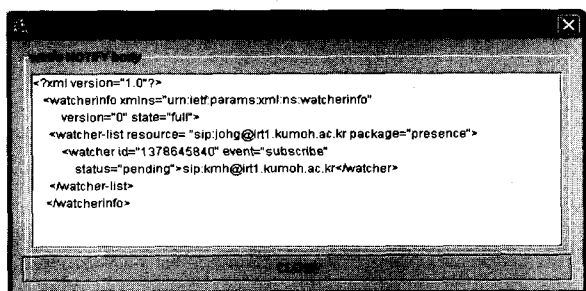 <?xml version="1.0"?>
<watcherinfo xmlns="urn:ietf:params:xml:ns:watcherinfo"
version="0" state="full">
<watcher-list resource= "sip:johg@irt1.kumoh.ac.kr package="presence">
<watcher id="1378645840" event="subscribe"
status="pending">sip:kmh@irt1.kumoh.ac.kr</watcher>
</watcher-list>
</watcherinfo>
CLOSE